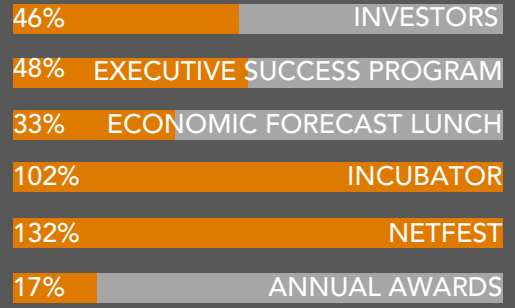 46% INVESTORS
48% EXECUTIVE SUCCESS PROGRAM
33% ECONOMIC FORECAST LUNCH
102% INCUBATOR
132% NETFEST
17% ANNUAL AWARDS